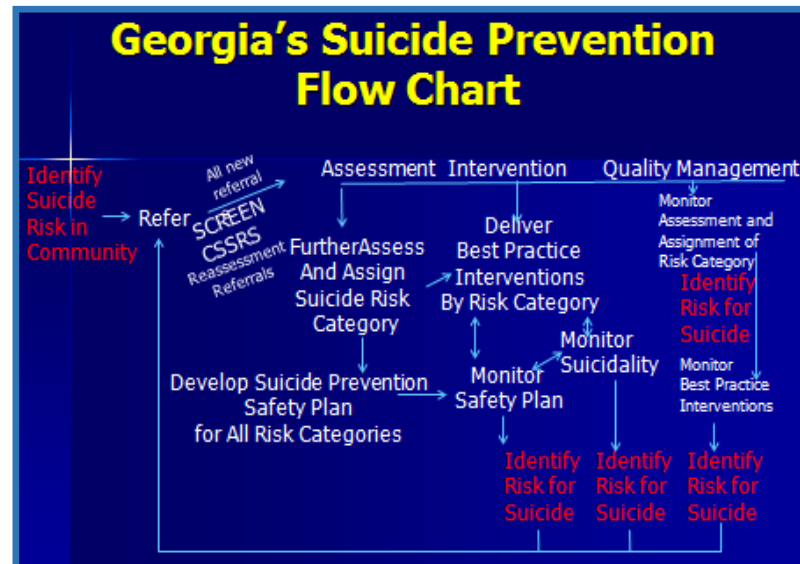 Georgia's Suicide Prevention
Flow Chart
Identify
Suicide
Risk in
Community
Refer
All new
referral
s
SCREEN
CSSRS
Reassessment
Referrals
Assessment Intervention Quality Management
FurtherAssess
And Assign
Suicide Risk
Category
Deliver
Best Practice
Interventions
By Risk Category
Monitor
Assessment and
Assignment of
Risk Category
Identify
Risk for
Suicide
Develop Suicide Prevention
Safety Plan
for All Risk Categories
Monitor
Safety Plan
Monitor
Suicidality
Monitor
Best Practice
Interventions
Identify
Risk for
Suicide
Identify
Risk for
Suicide
Identify
Risk for
Suicide